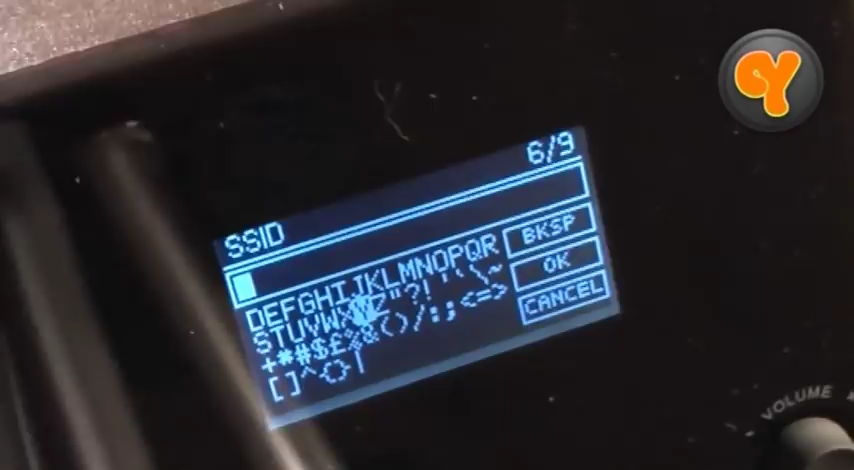 SSID
6/9
DEFGHIJKLMNOPQR
STUVWXYZ"?!'`\~
+*#$£%&()/:;<=>
[]^{}|
BKSP
OK
CANCEL
VOLUME